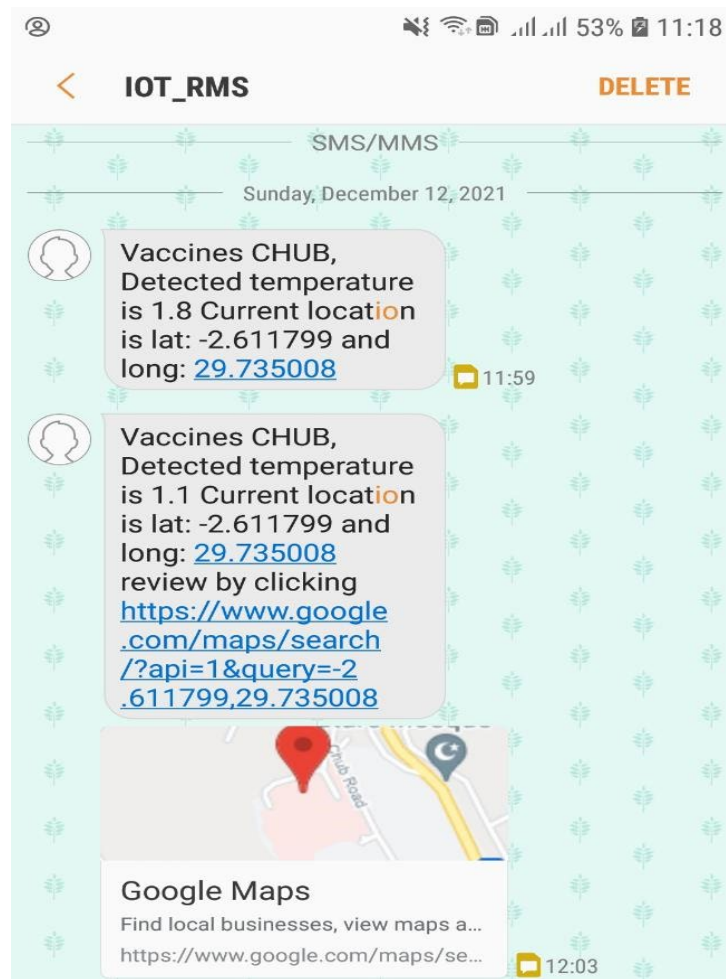 53% 11:18
IOT_RMS DELETE
SMS/MMS
Sunday, December 12, 2021
Vaccines CHUB,
Detected temperature
is 1.8 Current location
is lat: -2.611799 and
long: 29.735008
11:59
Vaccines CHUB,
Detected temperature
is 1.1 Current location
is lat: -2.611799 and
long: 29.735008
review by clicking
https://www.google
.com/maps/search
/?api=1&query=-2
.611799,29.735008
Chub Road
Google Maps
Find local businesses, view maps a...
https://www.google.com/maps/se...
12:03